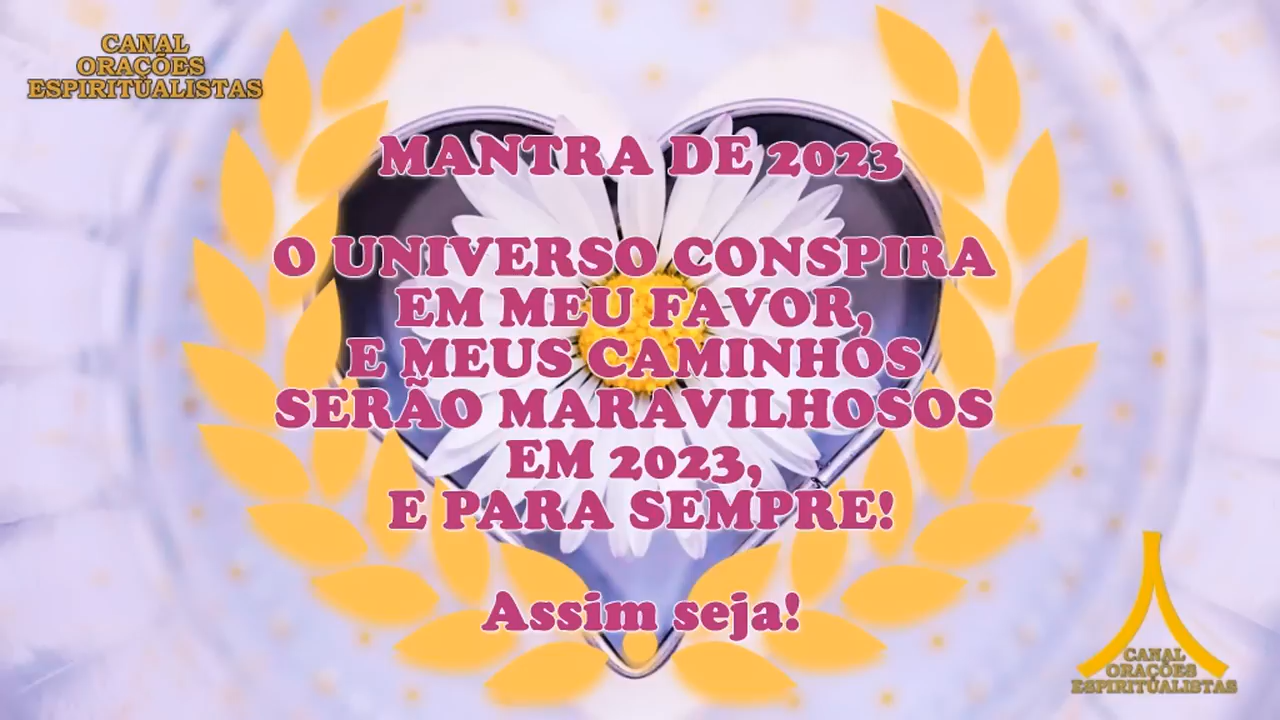 CANAL
ORAÇÕES
ESPIRITUALISTAS
MANTRA DE 2023
O UNIVERSO CONSPIRA
EM MEU FAVOR,
E MEUS CAMINHOS
SERÃO MARAVILHOSOS
EM 2023,
E PARA SEMPRE!
Assim seja!
CANAL
ORAÇÕES
ESPIRITUALISTAS